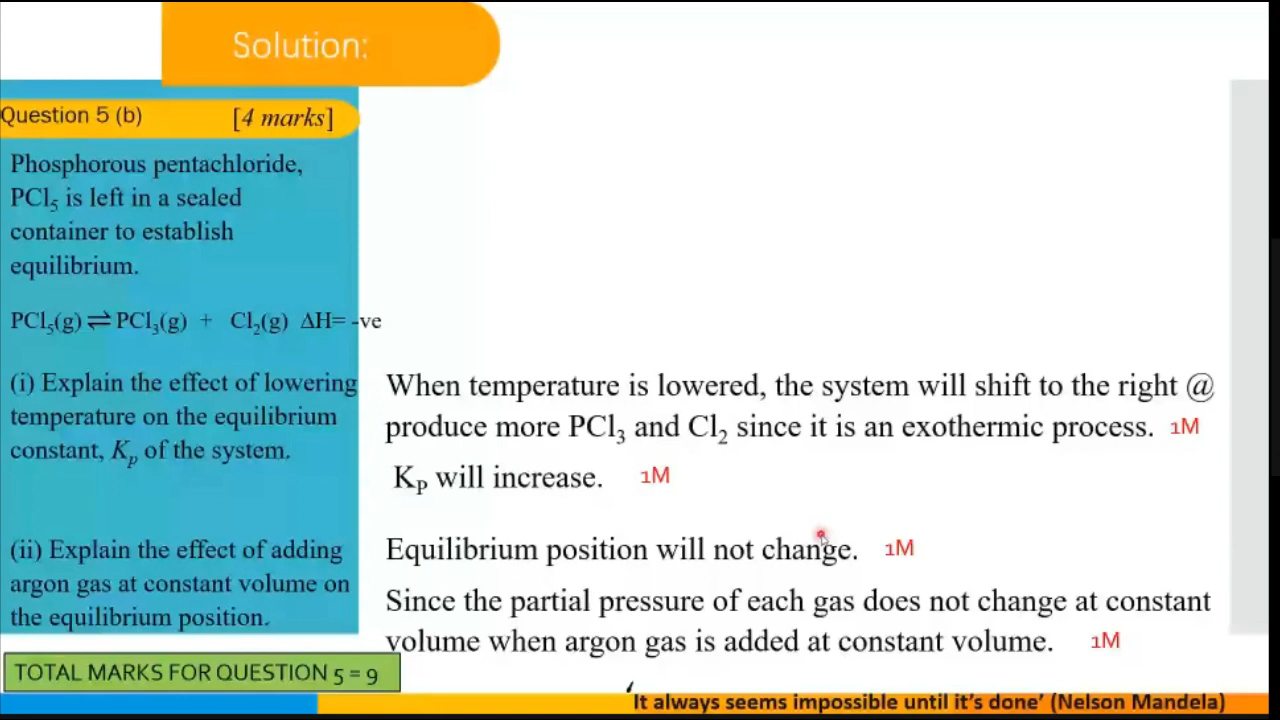 Solution:
Question 5 (b) [4 marks]
Phosphorous pentachloride,
PCl5 is left in a sealed
container to establish
equilibrium.
PCl5(g) ⇌ PCl3(g) + Cl2(g) ΔH= -ve
(i) Explain the effect of lowering
temperature on the equilibrium
constant, Kp of the system.
When temperature is lowered, the system will shift to the right @
produce more PCl3 and Cl2 since it is an exothermic process. 1M
KP will increase. 1M
(ii) Explain the effect of adding
argon gas at constant volume on
the equilibrium position.
Equilibrium position will not change. 1M
Since the partial pressure of each gas does not change at constant
volume when argon gas is added at constant volume. 1M
TOTAL MARKS FOR QUESTION 5 = 9
‘It always seems impossible until it’s done’ (Nelson Mandela)